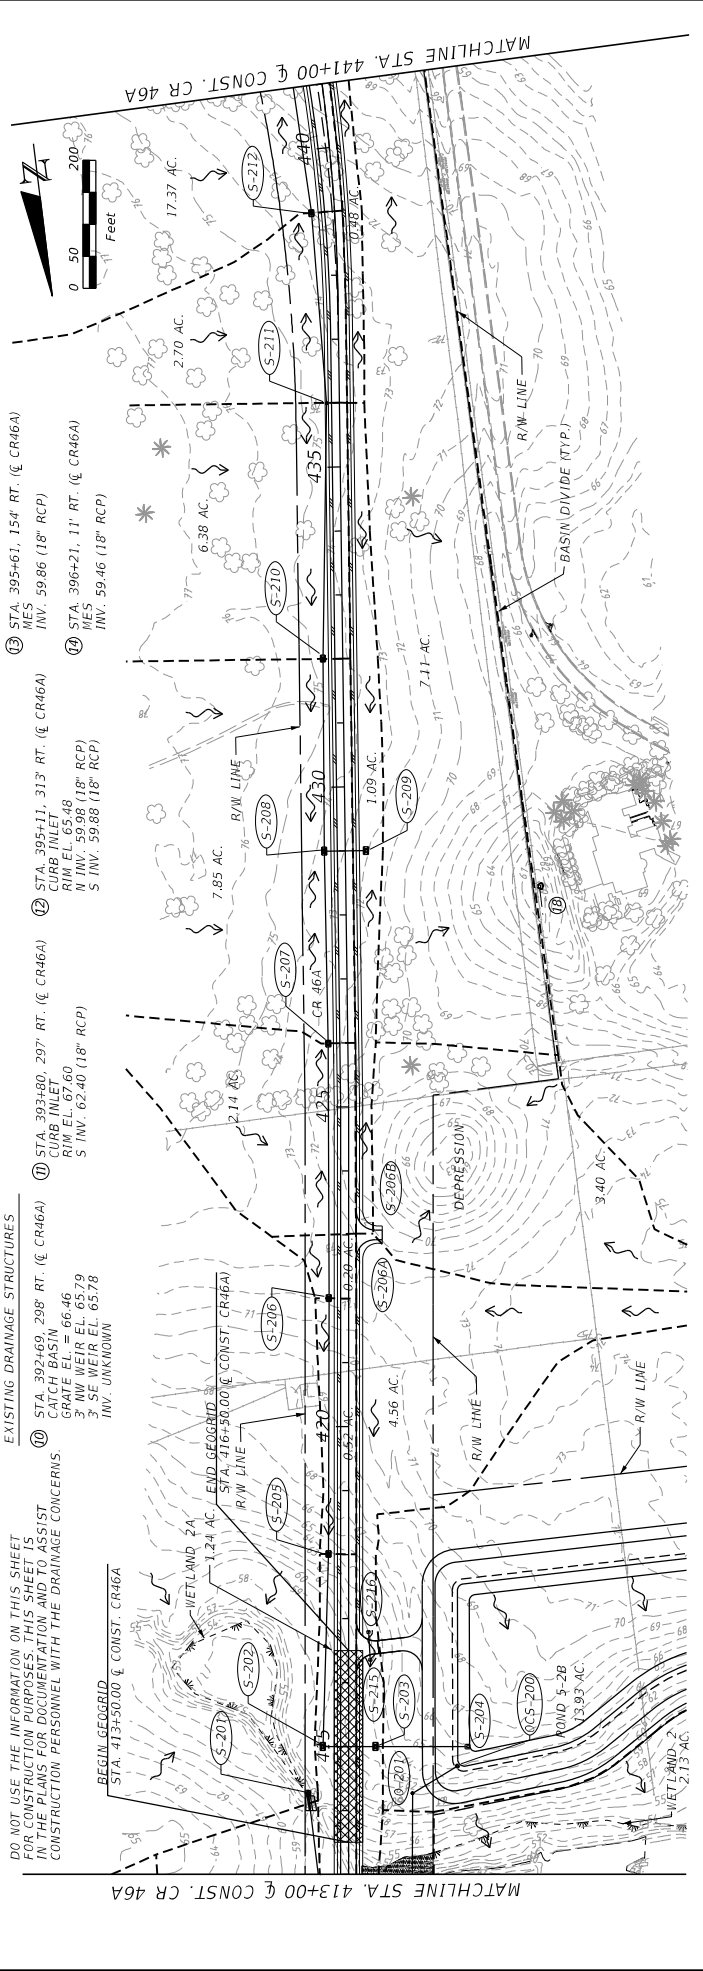 DO NOT USE THE INFORMATION ON THIS SHEET
FOR CONSTRUCTION PURPOSES. THIS SHEET IS
IN THE PLANS FOR DOCUMENTATION AND TO ASSIST
CONSTRUCTION PERSONNEL WITH THE DRAINAGE CONCERNS.
EXISTING DRAINAGE STRUCTURES
10 STA. 392+69, 298' RT. (℄ CR46A)
CATCH BASIN
GRATE EL. = 66.46
3' NW WEIR EL. 65.79
3' SE WEIR EL. 65.78
INV. UNKNOWN
11 STA. 393+80, 297' RT. (℄ CR46A)
CURB INLET
RIM EL. 67.60
S INV. 62.40 (18" RCP)
12 STA. 395+11, 313' RT. (℄ CR46A)
CURB INLET
RIM EL. 65.48
N INV. 59.98 (18" RCP)
S INV. 59.88 (18" RCP)
13 STA. 395+61, 154' RT. (℄ CR46A)
MES
INV. 59.86 (18" RCP)
14 STA. 396+21, 11' RT. (℄ CR46A)
MES
INV. 59.46 (18" RCP)
0 50 200
Feet
N
MATCHLINE STA. 413+00 ℄ CONST. CR 46A
MATCHLINE STA. 441+00 ℄ CONST. CR 46A
BEGIN GEOGRID
STA. 413+50.00 ℄ CONST. CR46A
END GEOGRID
STA. 416+50.00 ℄ CONST. CR46A
WETLAND 2A
1.24 AC.
R/W LINE
2.14 AC.
7.85 AC.
R/W LINE
6.38 AC.
2.70 AC.
17.37 AC.
S-201
S-202
S-205
S-206
S-207
S-208
S-210
S-211
S-212
415
420
425
CR 46A
430
435
440
0.52 AC.
0.20 AC.
1.09 AC.
0.48 AC.
S-216
S-215
S-203
S-204
OCS-200
S-206A
S-206B
S-209
4.56 AC.
7.11 AC.
DEPRESSION
3.40 AC.
R/W LINE
R/W LINE
R/W LINE
BASIN DIVIDE (TYP.)
18
POND 5-2B
13.93 AC.
WETLAND 2
2.13 AC.